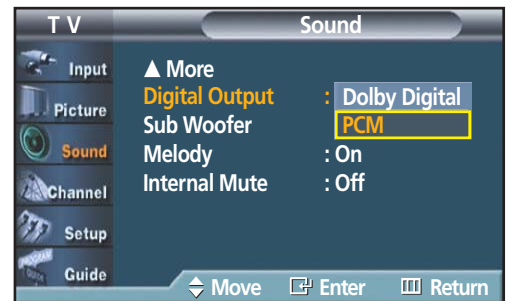 T V
Sound
Input
Picture
Sound
Channel
Setup
Guide
▲ More
Digital Output : Dolby Digital
PCM
Sub Woofer
Melody : On
Internal Mute : Off
Move Enter Return